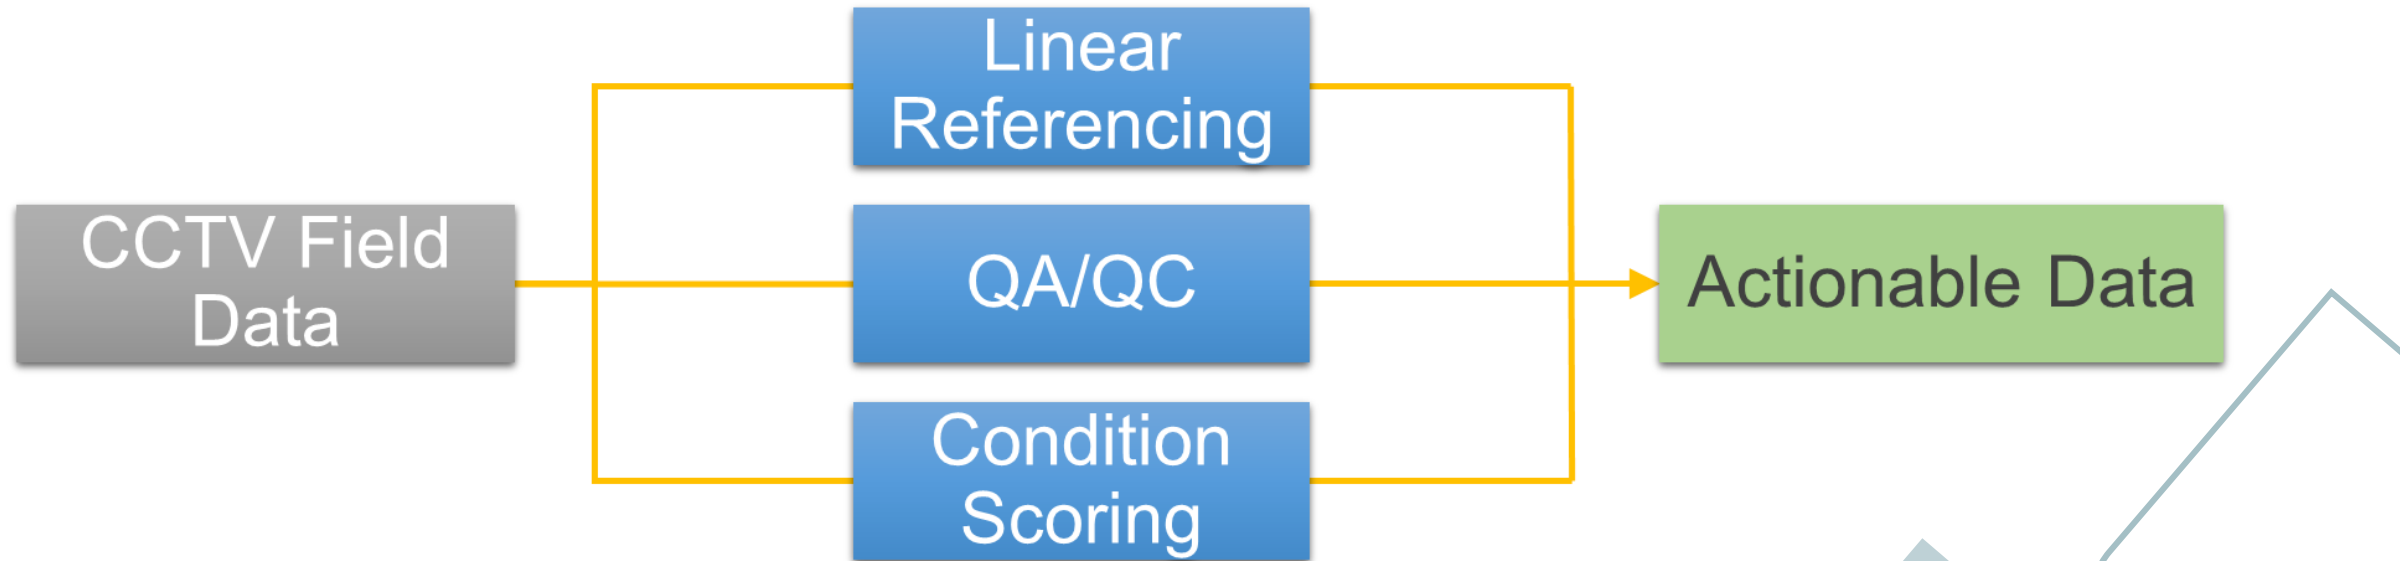 Linear
Referencing
CCTV Field
Data
QA/QC
Actionable Data
Condition
Scoring